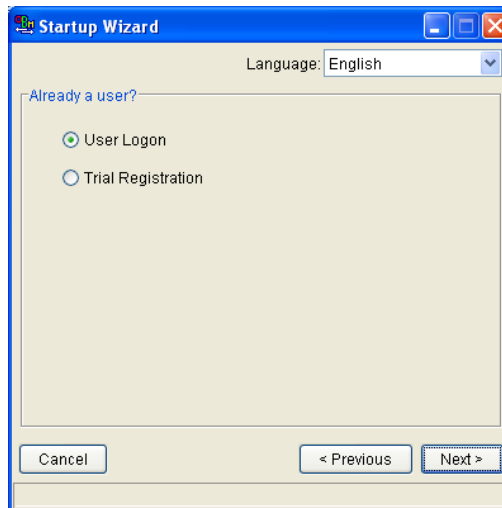 Startup Wizard
Language: English
Already a user?
User Logon
Trial Registration
Cancel
< Previous
Next >